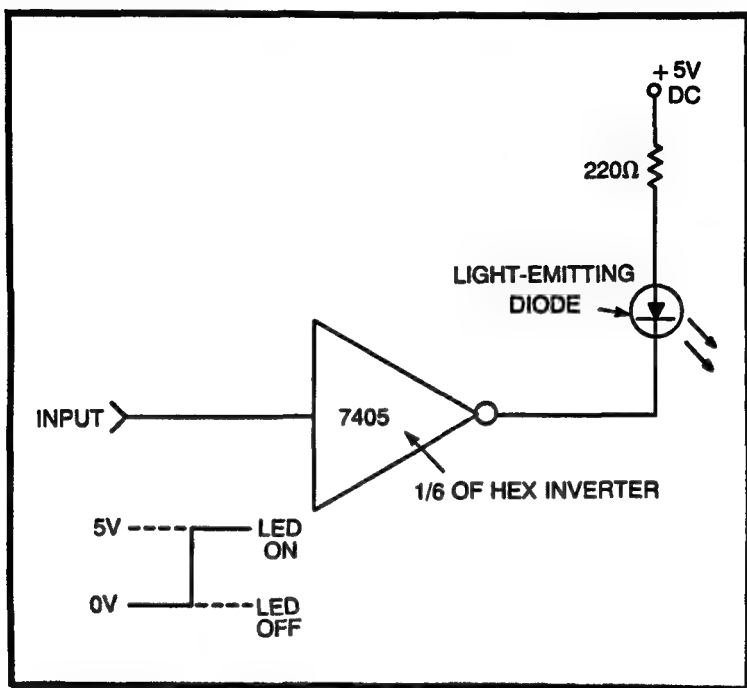 + 5V
DC
220Ω
LIGHT-EMITTING
DIODE
INPUT
7405
1/6 OF HEX INVERTER
5V
LED
ON
0V
LED
OFF